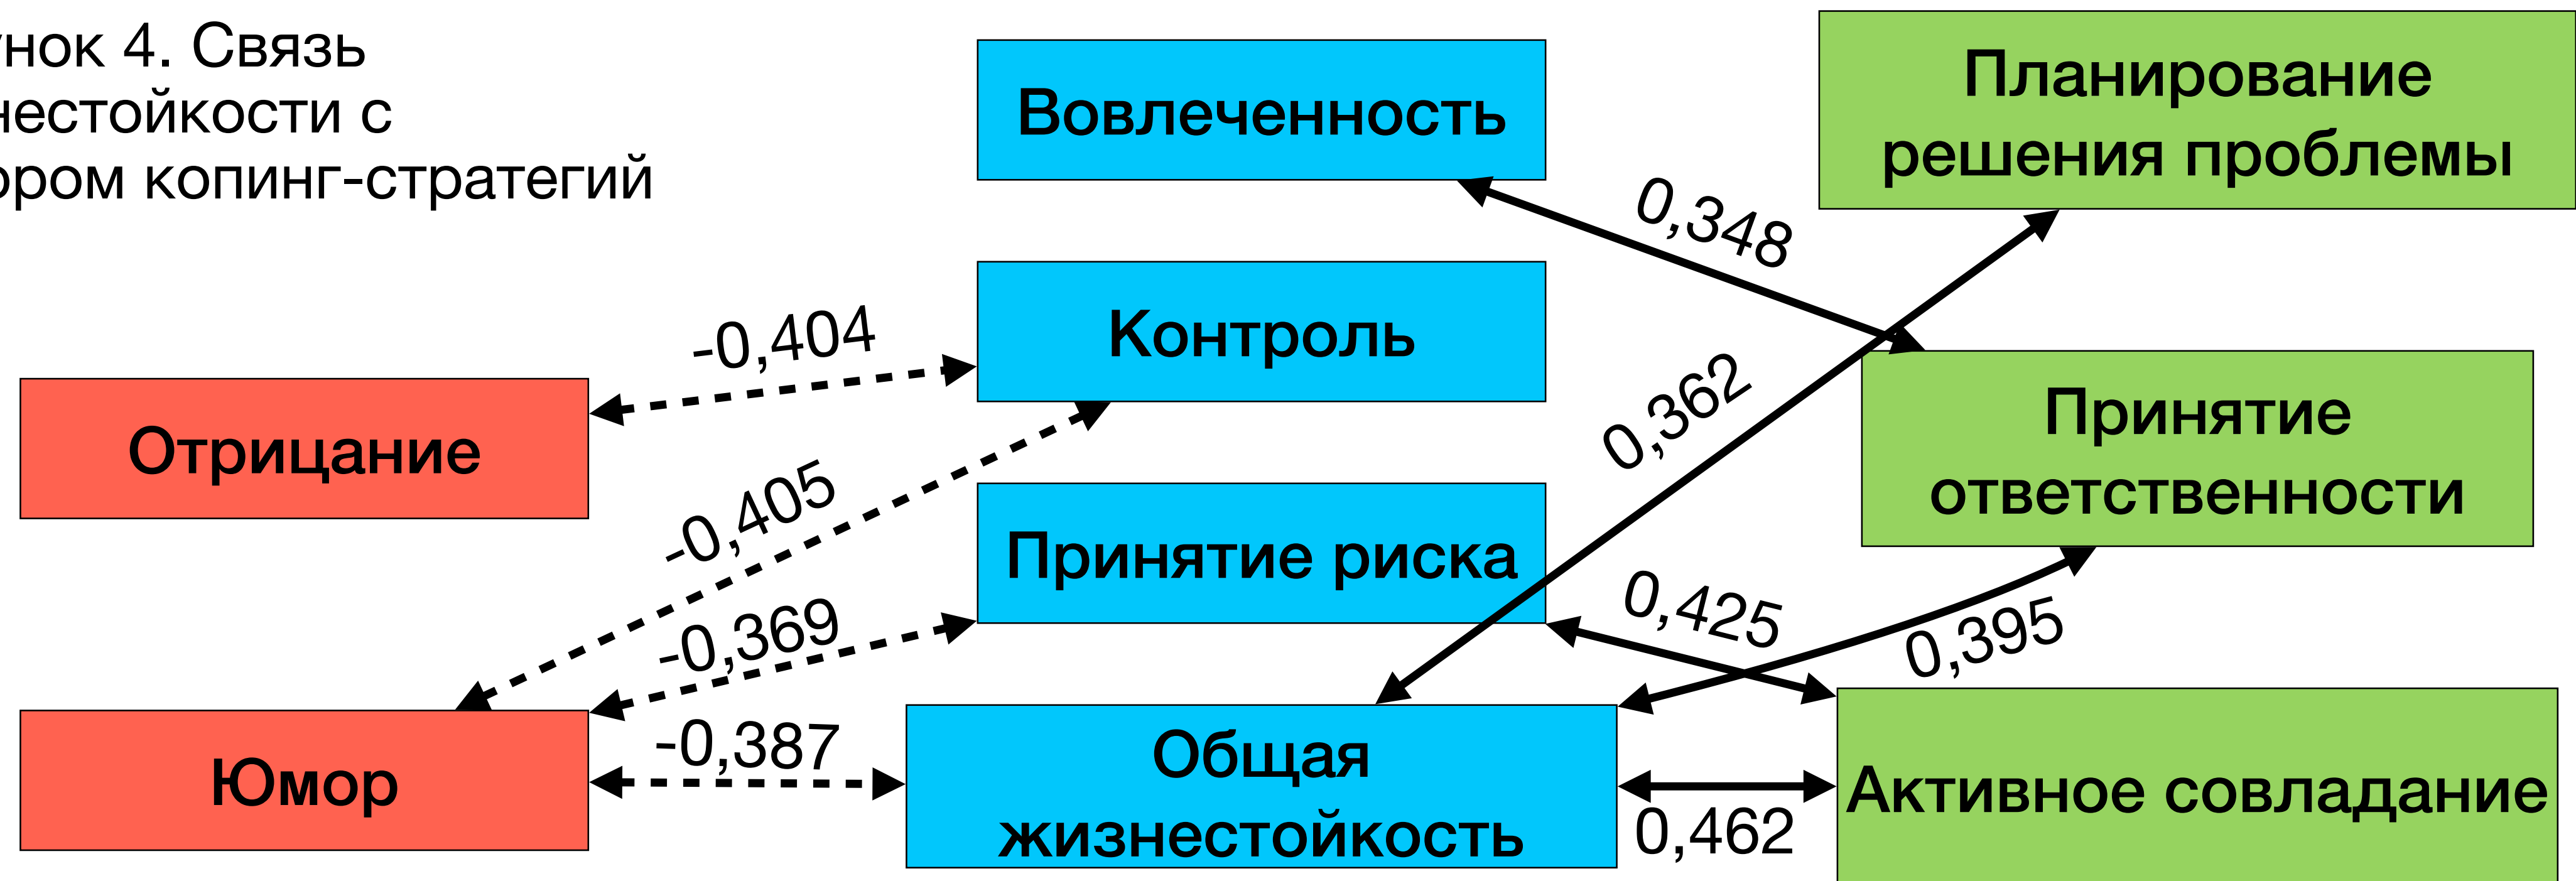 унок 4. Связь
нестойкости с
ором копинг-стратегий
Вовлеченность
Планирование
решения проблемы
0,348
Контроль
-0,404
Отрицание
0,362
Принятие
ответственности
-0,405
Принятие риска
0,425
0,395
-0,369
-0,387
Юмор
Общая
жизнестойкость
0,462
Активное совладание